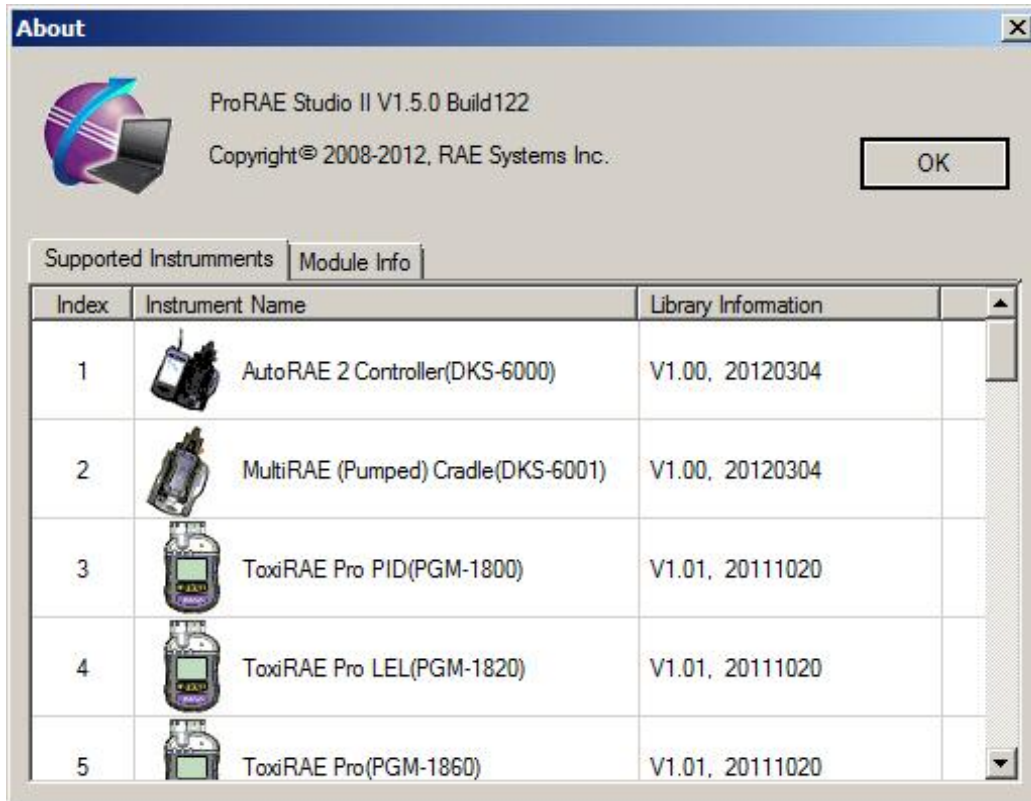 About
ProRAE Studio II V1.5.0 Build122
Copyright© 2008-2012, RAE Systems Inc.
OK
Supported Instrumments Module Info
Index Instrument Name Library Information
1 AutoRAE 2 Controller(DKS-6000) V1.00, 20120304
2 MultiRAE (Pumped) Cradle(DKS-6001) V1.00, 20120304
3 ToxiRAE Pro PID(PGM-1800) V1.01, 20111020
4 ToxiRAE Pro LEL(PGM-1820) V1.01, 20111020
5 ToxiRAE Pro(PGM-1860) V1.01, 20111020